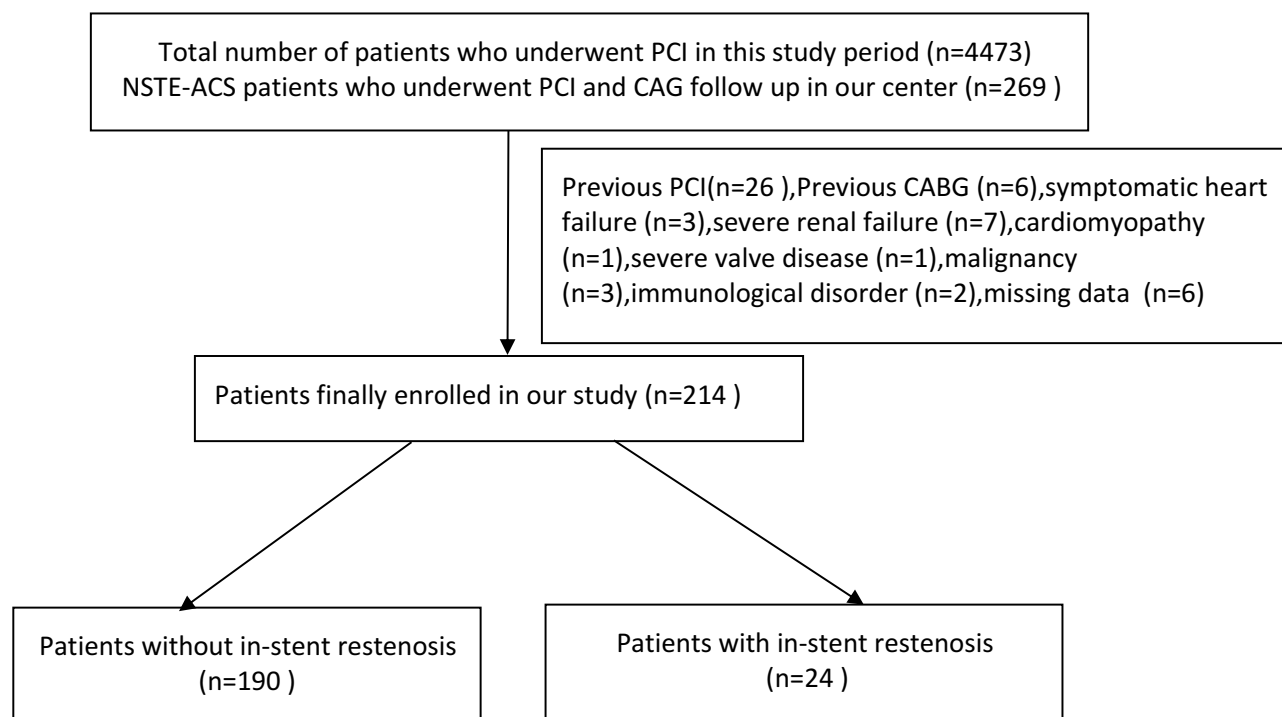 Total number of patients who underwent PCI in this study period (n=4473)
NSTE-ACS patients who underwent PCI and CAG follow up in our center (n=269 )
Previous PCI(n=26 ),Previous CABG (n=6),symptomatic heart
failure (n=3),severe renal failure (n=7),cardiomyopathy
(n=1),severe valve disease (n=1),malignancy
(n=3),immunological disorder (n=2),missing data  (n=6)
Patients finally enrolled in our study (n=214 )
Patients without in-stent restenosis
(n=190 )
Patients with in-stent restenosis
(n=24 )